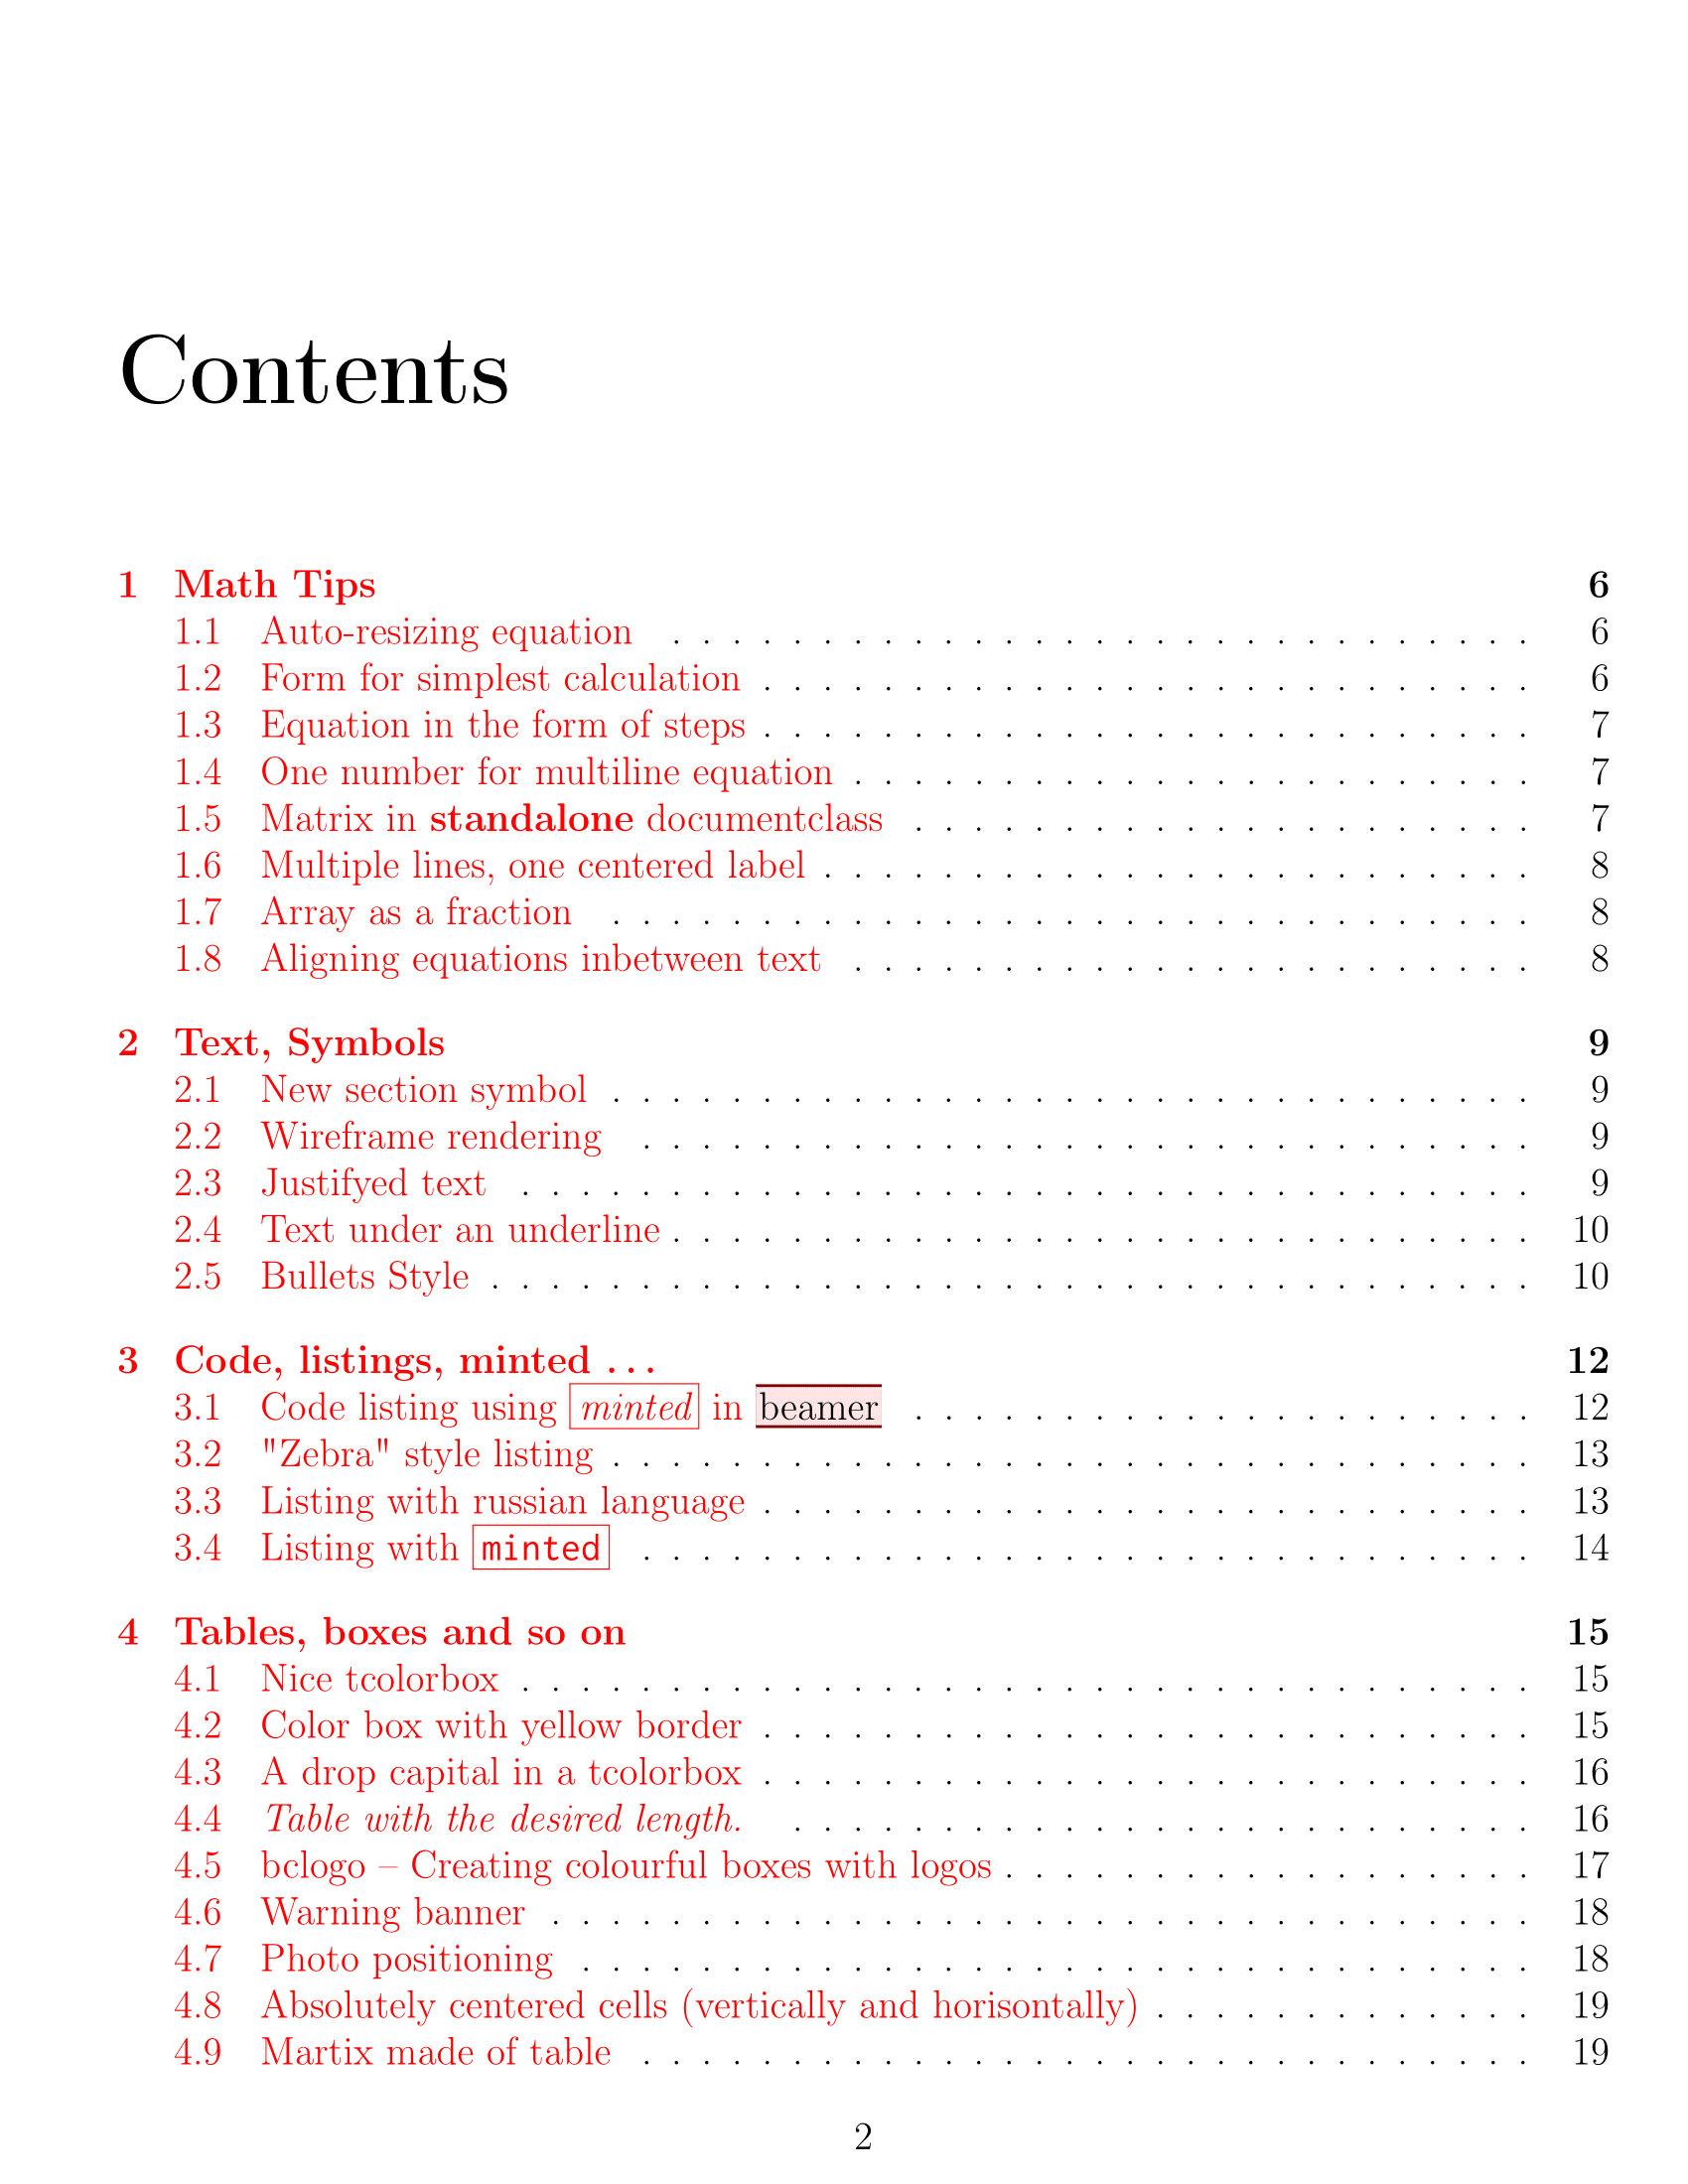 Contents
1 Math Tips 6
1.1 Auto-resizing equation . . . . . . . . . . . . . . . . . . . . . . . . . . . . . 6
1.2 Form for simplest calculation . . . . . . . . . . . . . . . . . . . . . . . . . . 6
1.3 Equation in the form of steps . . . . . . . . . . . . . . . . . . . . . . . . . . 7
1.4 One number for multiline equation . . . . . . . . . . . . . . . . . . . . . . . 7
1.5 Matrix in standalone documentclass . . . . . . . . . . . . . . . . . . . . . 7
1.6 Multiple lines, one centered label . . . . . . . . . . . . . . . . . . . . . . . . 8
1.7 Array as a fraction . . . . . . . . . . . . . . . . . . . . . . . . . . . . . . . 8
1.8 Aligning equations inbetween text . . . . . . . . . . . . . . . . . . . . . . . 8
2 Text, Symbols 9
2.1 New section symbol . . . . . . . . . . . . . . . . . . . . . . . . . . . . . . . 9
2.2 Wireframe rendering . . . . . . . . . . . . . . . . . . . . . . . . . . . . . . 9
2.3 Justifyed text . . . . . . . . . . . . . . . . . . . . . . . . . . . . . . . . . . 9
2.4 Text under an underline . . . . . . . . . . . . . . . . . . . . . . . . . . . . . 10
2.5 Bullets Style . . . . . . . . . . . . . . . . . . . . . . . . . . . . . . . . . . . 10
3 Code, listings, minted . . . 12
3.1 Code listing using minted in beamer . . . . . . . . . . . . . . . . . . . . . 12
3.2 "Zebra" style listing . . . . . . . . . . . . . . . . . . . . . . . . . . . . . . . 13
3.3 Listing with russian language . . . . . . . . . . . . . . . . . . . . . . . . . . 13
3.4 Listing with minted . . . . . . . . . . . . . . . . . . . . . . . . . . . . . . 14
4 Tables, boxes and so on 15
4.1 Nice tcolorbox . . . . . . . . . . . . . . . . . . . . . . . . . . . . . . . . . . 15
4.2 Color box with yellow border . . . . . . . . . . . . . . . . . . . . . . . . . . 15
4.3 A drop capital in a tcolorbox . . . . . . . . . . . . . . . . . . . . . . . . . . 16
4.4 Table with the desired length. . . . . . . . . . . . . . . . . . . . . . . . . . 16
4.5 bclogo – Creating colourful boxes with logos . . . . . . . . . . . . . . . . . . 17
4.6 Warning banner . . . . . . . . . . . . . . . . . . . . . . . . . . . . . . . . . 18
4.7 Photo positioning . . . . . . . . . . . . . . . . . . . . . . . . . . . . . . . . 18
4.8 Absolutely centered cells (vertically and horisontally) . . . . . . . . . . . . . 19
4.9 Martix made of table . . . . . . . . . . . . . . . . . . . . . . . . . . . . . . 19
2